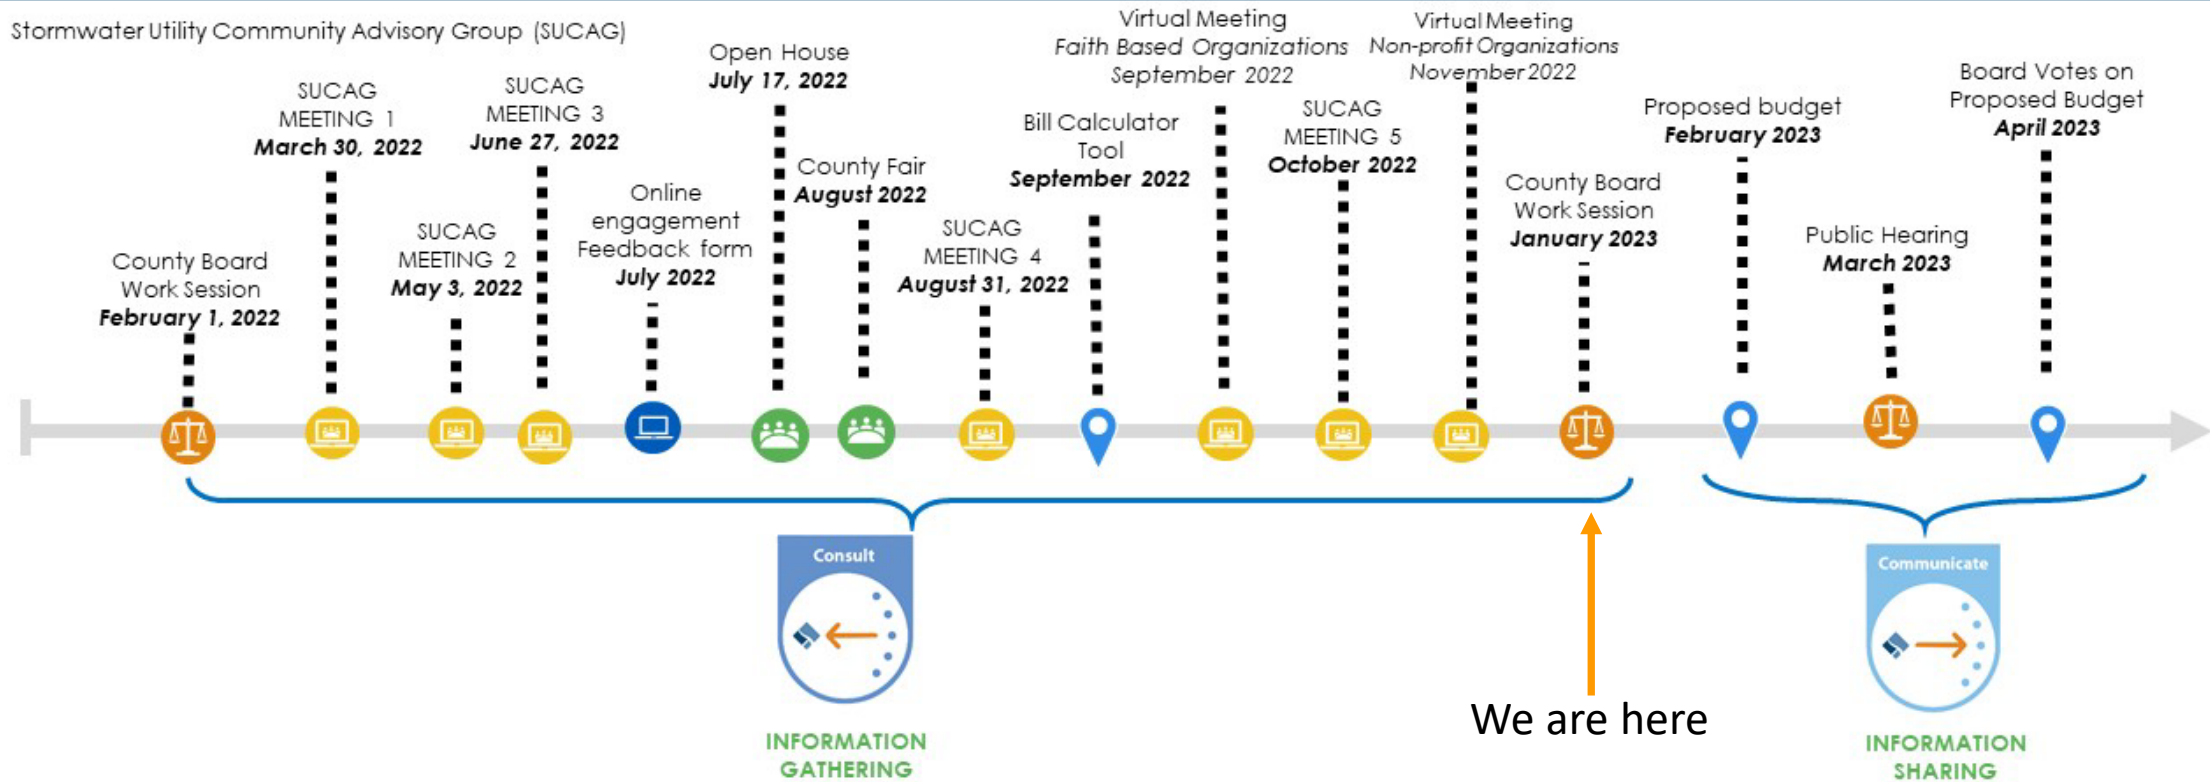 Stormwater Utility Community Advisory Group (SUCAG)
County Board
Work Session
February 1, 2022
SUCAG
MEETING 1
March 30, 2022
SUCAG
MEETING 2
May 3, 2022
SUCAG
MEETING 3
June 27, 2022
Online
engagement
Feedback form
July 2022
Open House
July 17, 2022
County Fair
August 2022
SUCAG
MEETING 4
August 31, 2022
Bill Calculator
Tool
September 2022
Virtual Meeting
Faith Based Organizations
September 2022
SUCAG
MEETING 5
October 2022
Virtual Meeting
Non-profit Organizations
November 2022
County Board
Work Session
January 2023
Proposed budget
February 2023
Public Hearing
March 2023
Board Votes on
Proposed Budget
April 2023
Consult
INFORMATION
GATHERING
We are here
Communicate
INFORMATION
SHARING